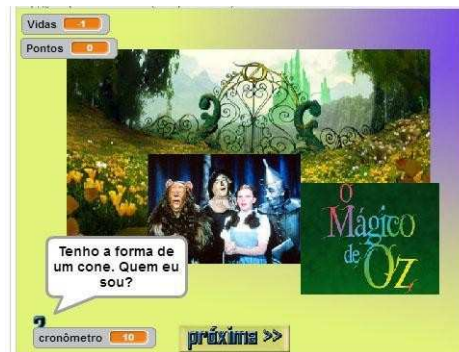 Vidas -1
Pontos 0
O
Mágico
de Oz
Tenho a forma de
um cone. Quem eu
sou?
?
cronômetro 10
próxima >>